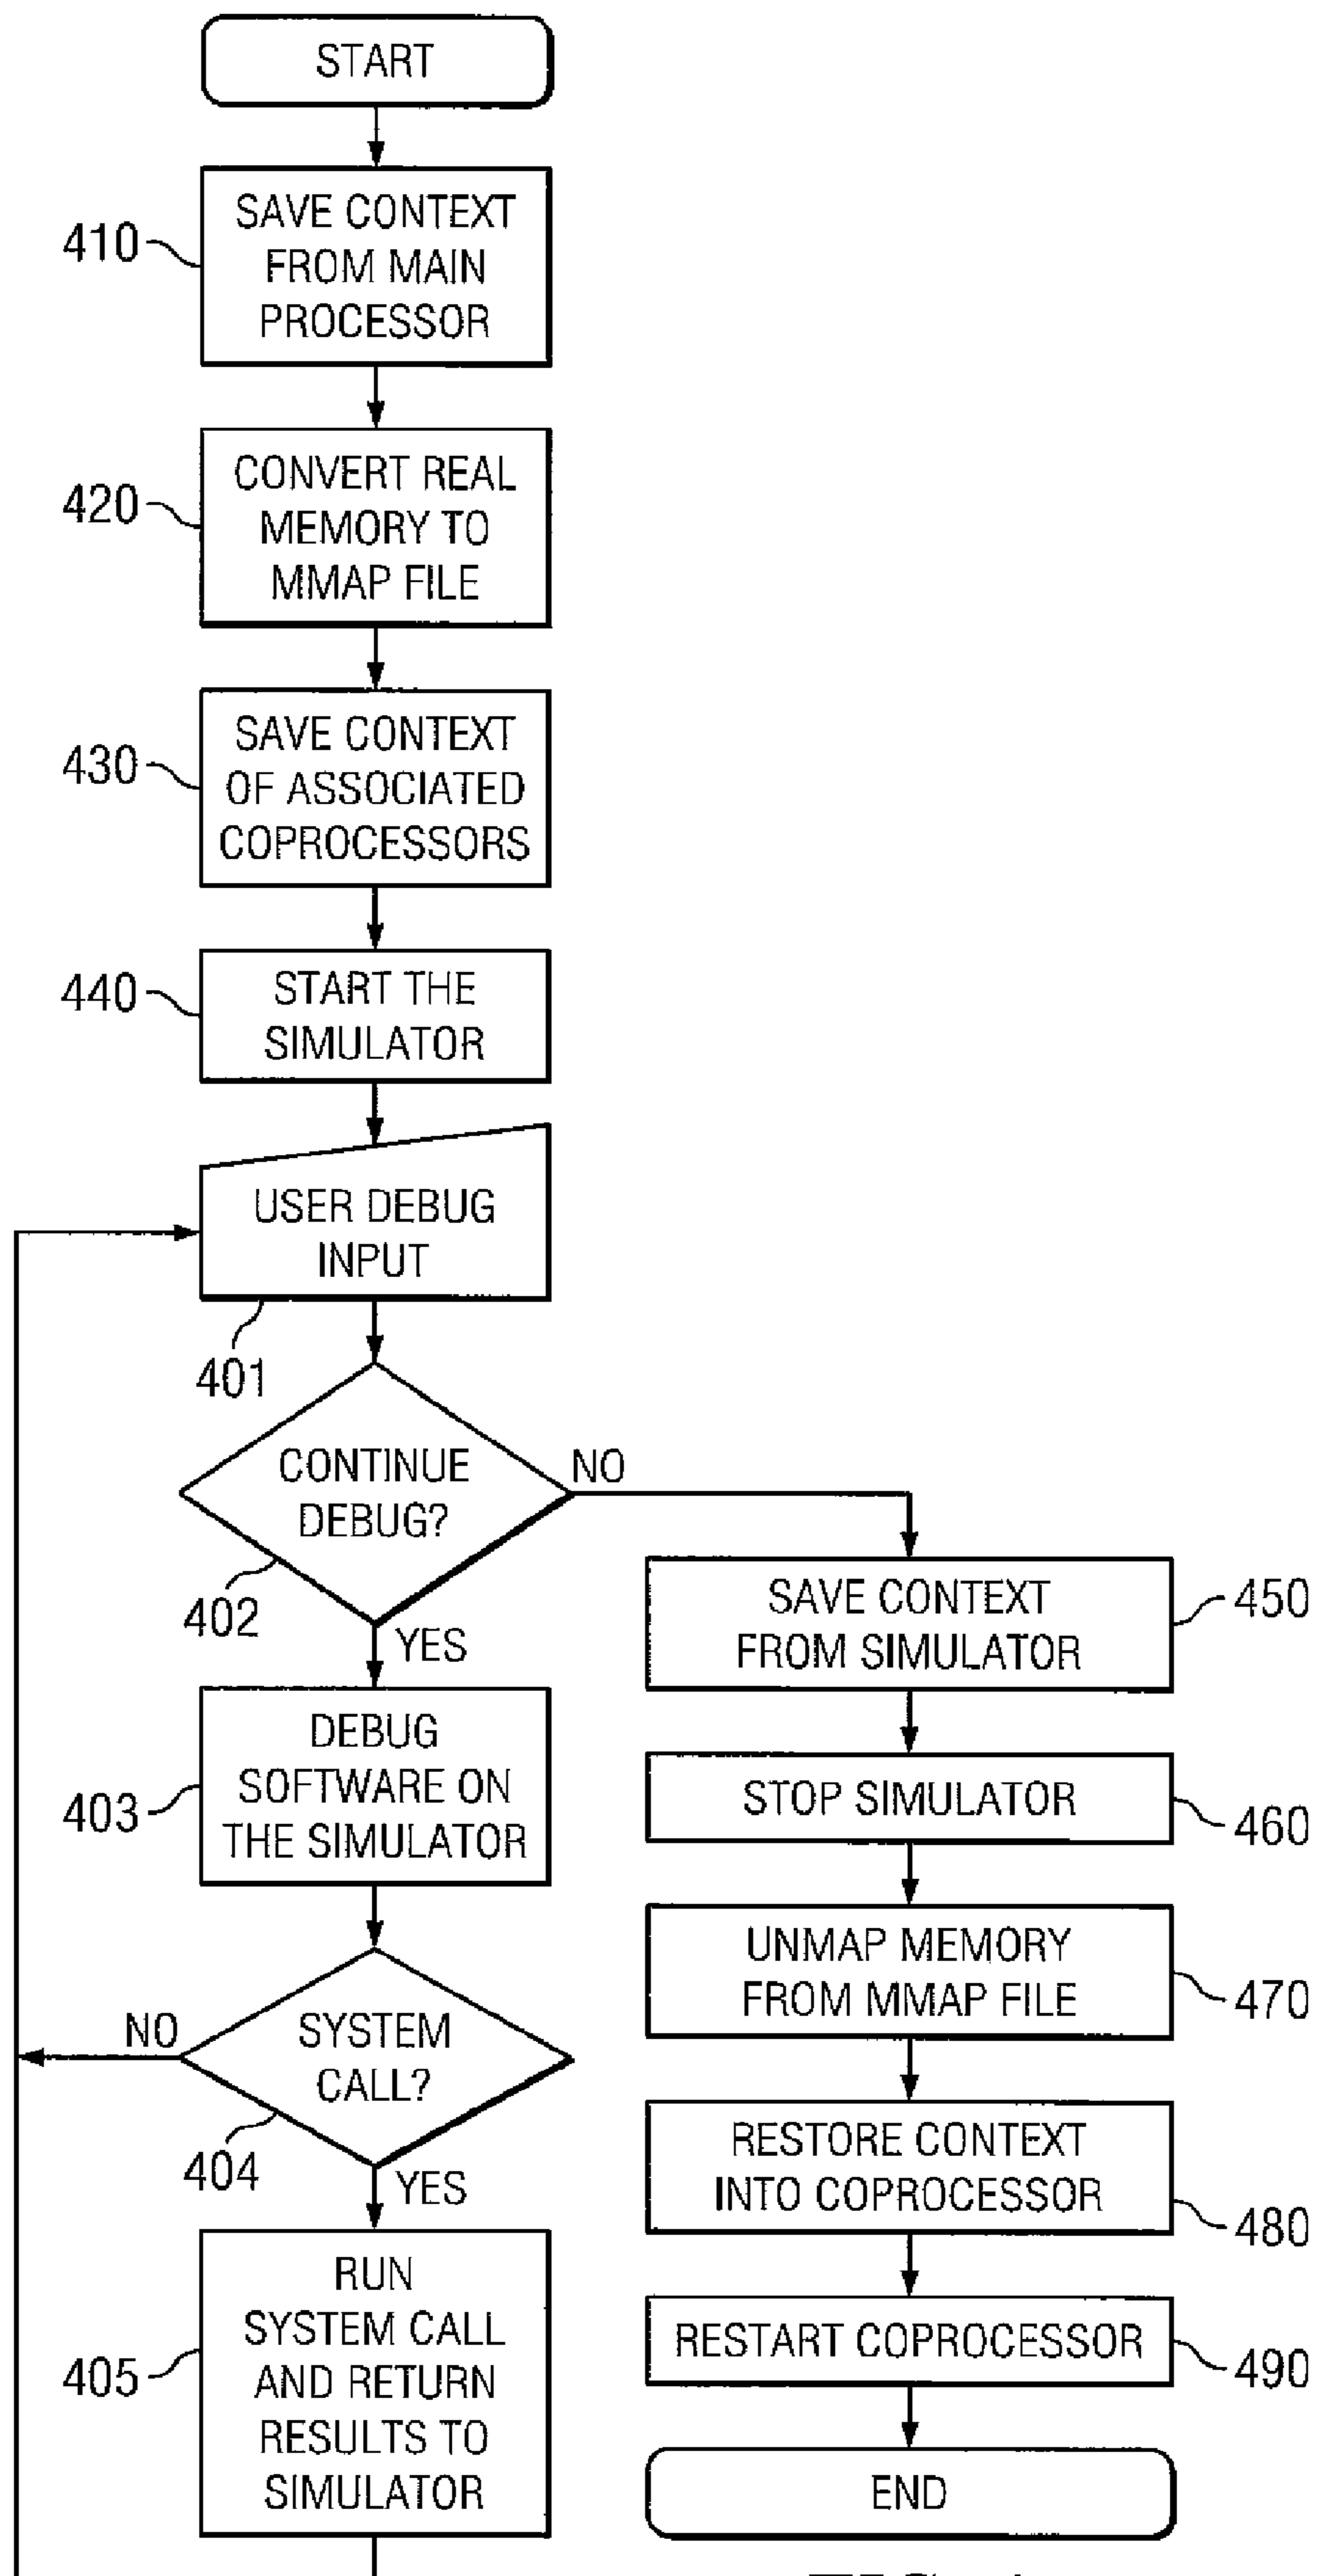 START
410
SAVE CONTEXT
FROM MAIN
PROCESSOR
420
CONVERT REAL
MEMORY TO
MMAP FILE
430
SAVE CONTEXT
OF ASSOCIATED
COPROCESSORS
440
START THE
SIMULATOR
USER DEBUG
INPUT
401
CONTINUE
DEBUG?
NO
402
YES
403
DEBUG
SOFTWARE ON
THE SIMULATOR
NO
SYSTEM
CALL?
404
YES
405
RUN
SYSTEM CALL
AND RETURN
RESULTS TO
SIMULATOR
SAVE CONTEXT
FROM SIMULATOR
450
STOP SIMULATOR
460
UNMAP MEMORY
FROM MMAP FILE
470
RESTORE CONTEXT
INTO COPROCESSOR
480
RESTART COPROCESSOR
490
END